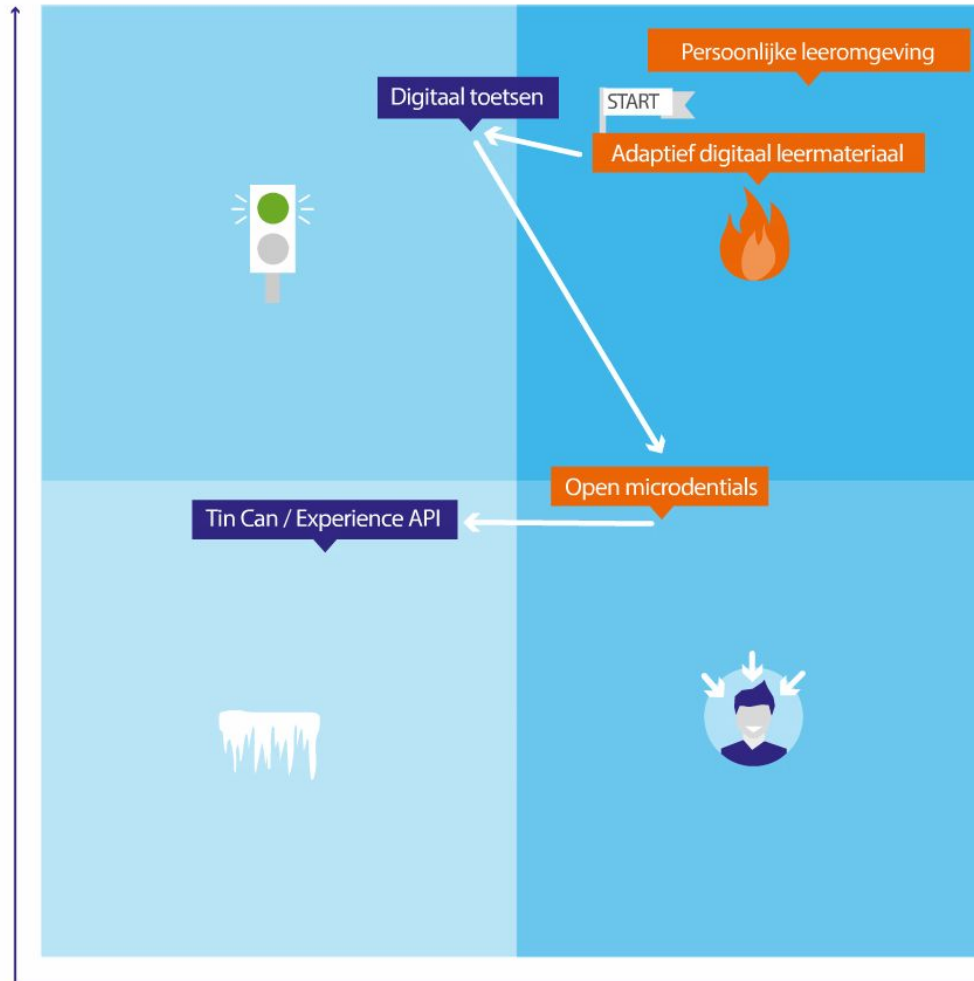 Persoonlijke leeromgeving
Digitaal toetsen
START
Adaptief digitaal leermateriaal
Open microdentials
Tin Can / Experience API